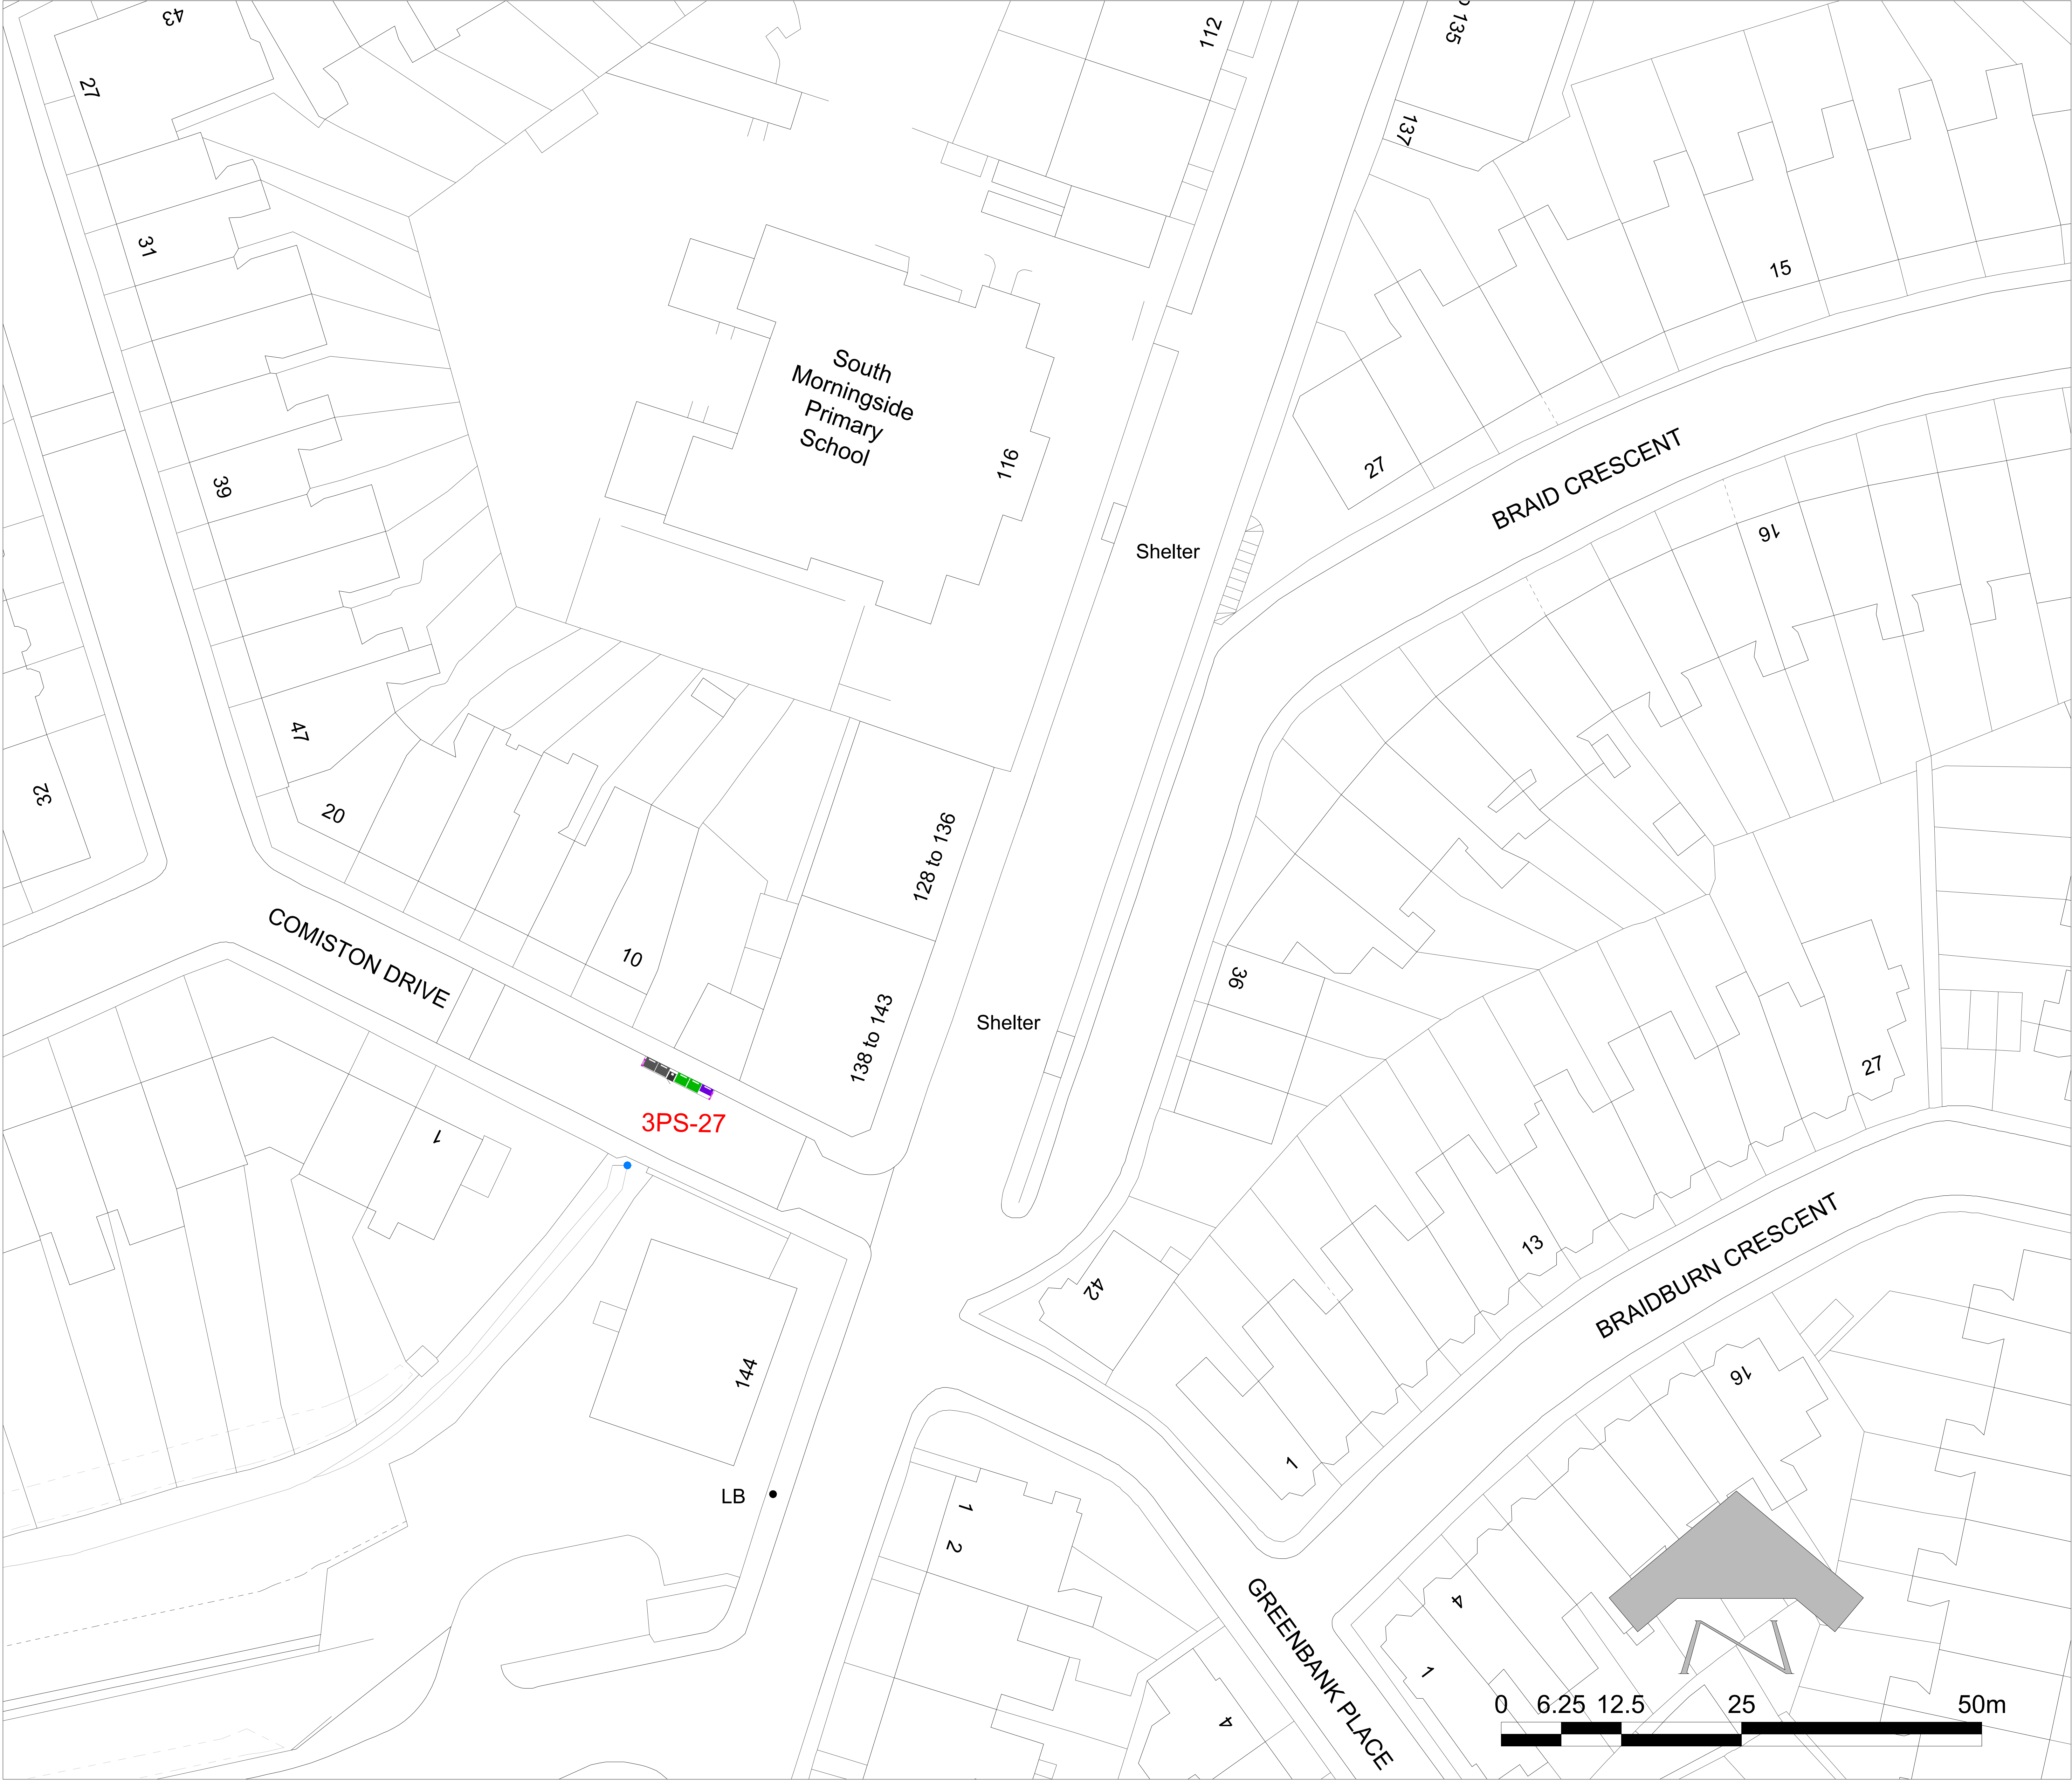 43
112
135
27
137
31
15
South
Morningside
Primary
School
116
27
39
BRAID CRESCENT
16
Shelter
47
32
20
128 to 136
COMISTON DRIVE
10
36
138 to 143
Shelter
27
3PS-27
1
13
42
BRAIDBURN CRESCENT
144
16
1
LB
1
2
4
GREENBANK PLACE
1
4
N
0 6.25 12.5 25 50m